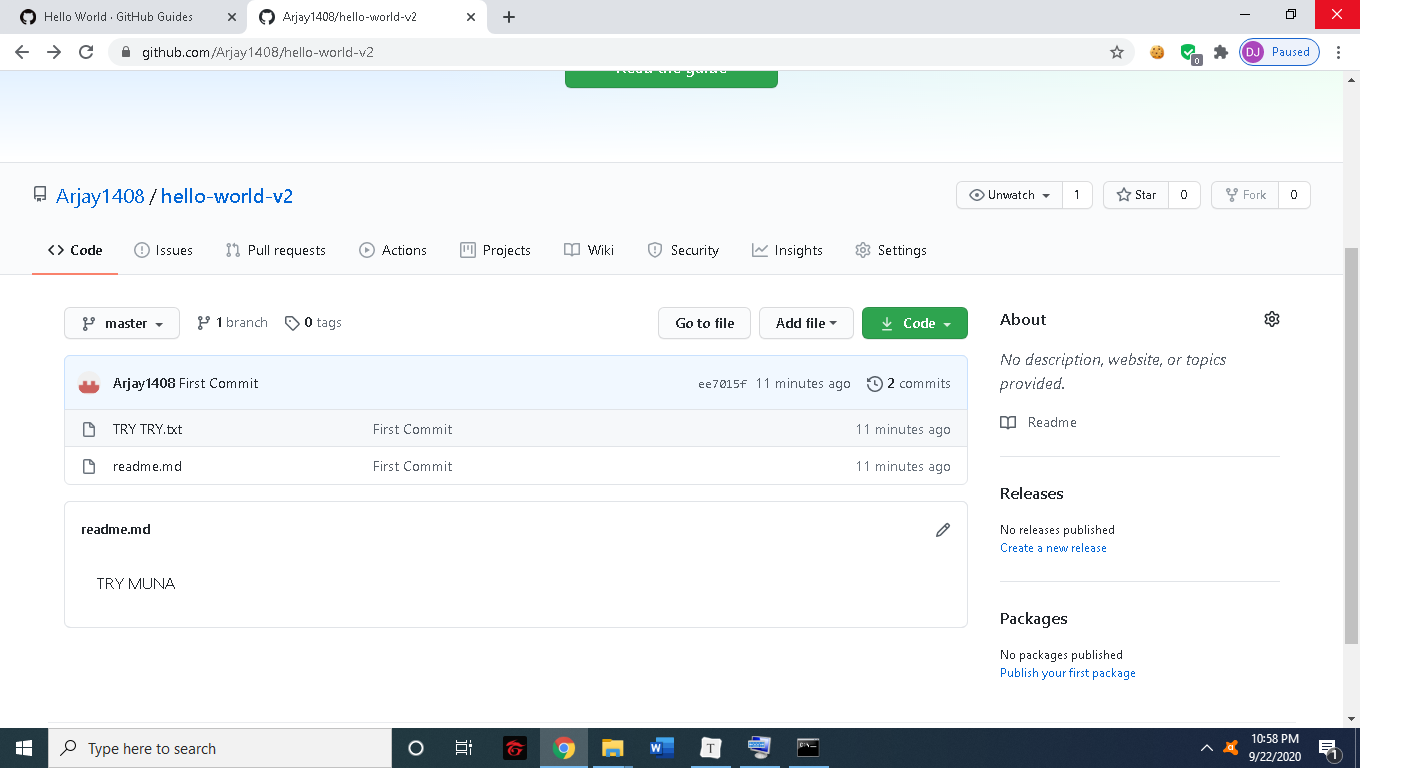 Hello World · GitHub Guides
Arjay1408/hello-world-v2
github.com/Arjay1408/hello-world-v2
0
DJ Paused
Read the guide
Arjay1408 / hello-world-v2
Unwatch 1
Star 0
Fork 0
Code Issues Pull requests Actions Projects Wiki Security Insights Settings
master 1 branch 0 tags
Go to file Add file Code
Arjay1408 First Commit ee7015f 11 minutes ago 2 commits
TRY TRY.txt First Commit 11 minutes ago
readme.md First Commit 11 minutes ago
readme.md
TRY MUNA
About
No description, website, or topics
provided.
Readme
Releases
No releases published
Create a new release
Packages
No packages published
Publish your first package
Type here to search
W T
10:58 PM
9/22/2020
1